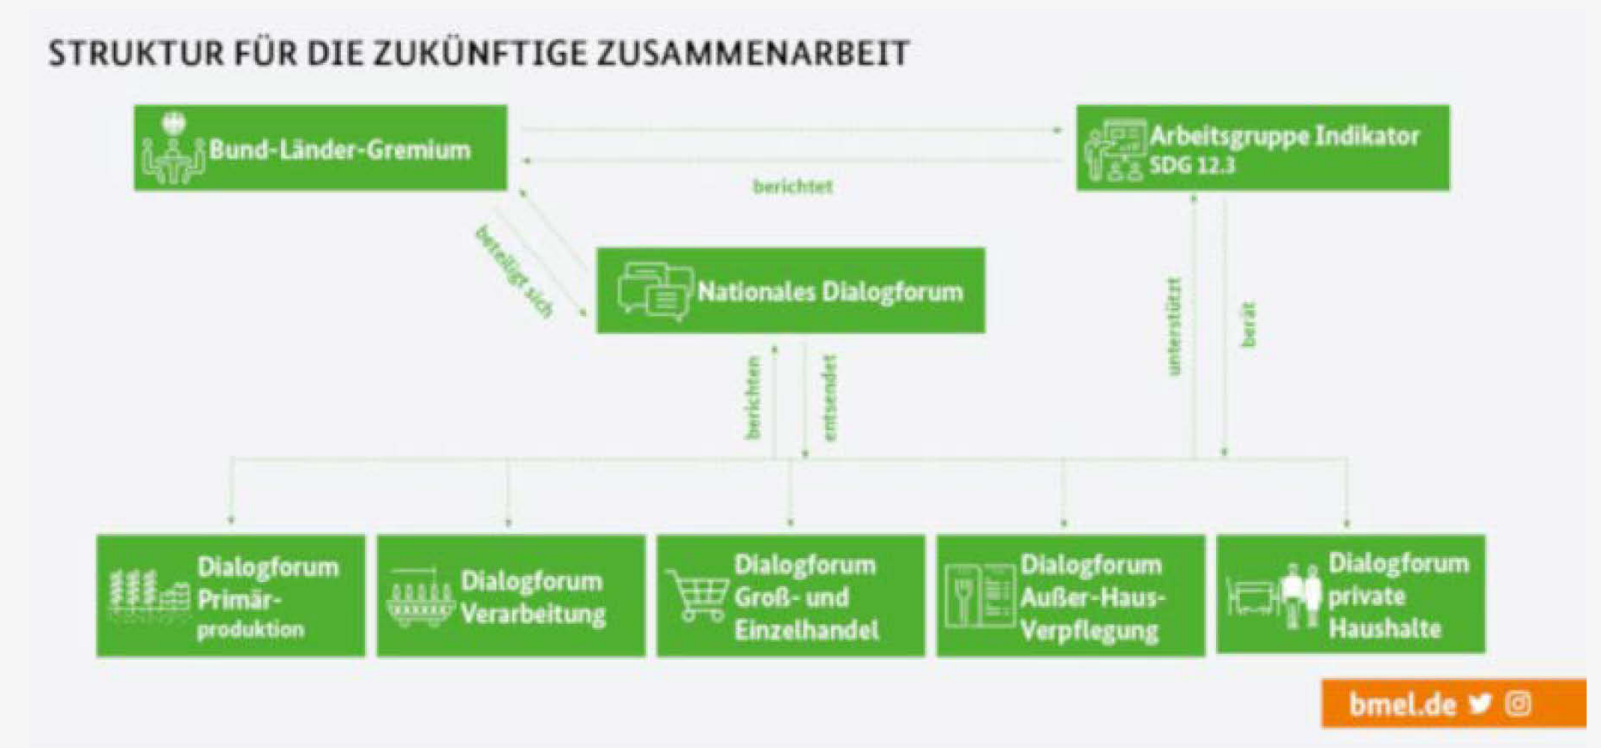 STRUKTUR FÜR DIE ZUKÜNFTIGE ZUSAMMENARBEIT
Bund-Länder-Gremium
Arbeitsgruppe Indikator
SDG 12.3
berichtet
beteiligt sich
Nationales Dialogforum
unterstützt
berät
berichten
entsendet
Dialogforum
Primär-
produktion
Dialogforum
Verarbeitung
Dialogforum
Groß- und
Einzelhandel
Dialogforum
Außer-Haus-
Verpflegung
Dialogforum
private
Haushalte
bmel.de